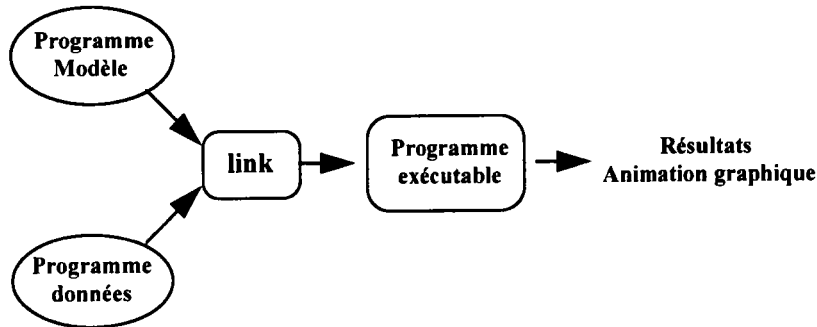 Programme
Modèle
link
Programme
exécutable
Résultats
Animation graphique
Programme
données